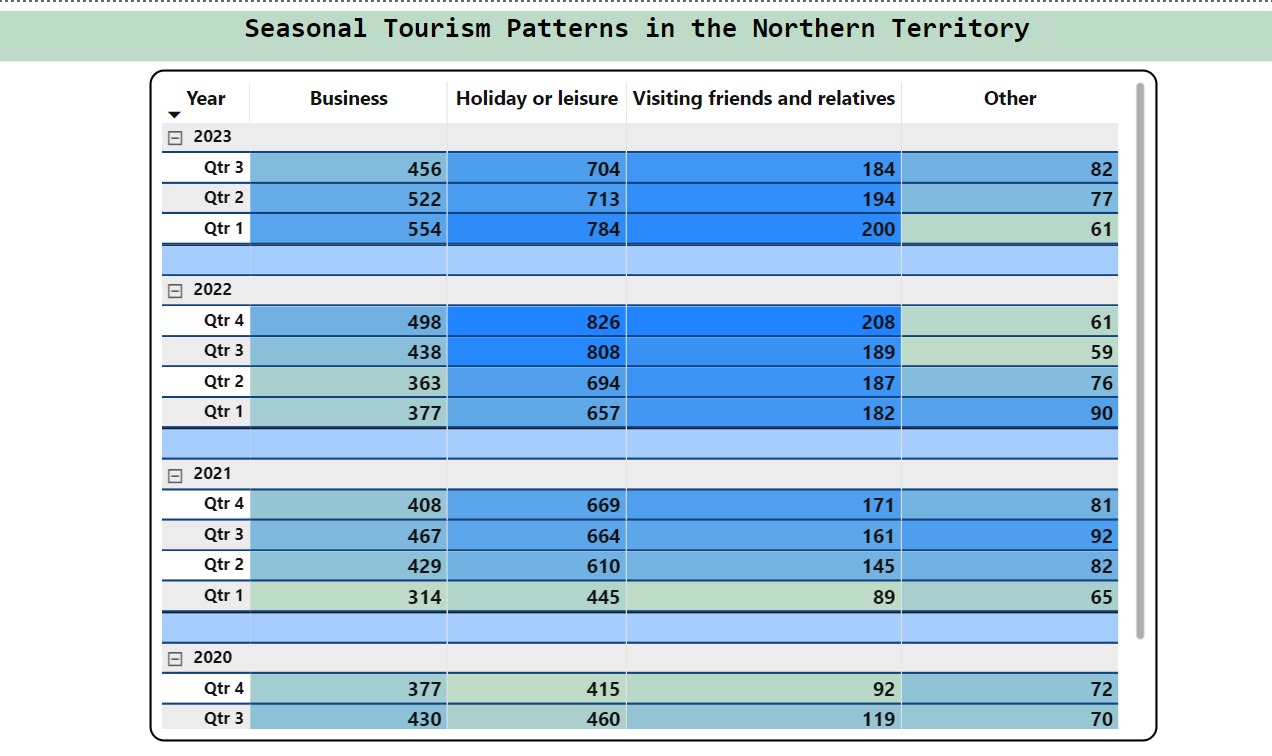 Seasonal Tourism Patterns in the Northern Territory
Year Business Holiday or leisure Visiting friends and relatives Other
2023
Qtr 3 456 704 184 82
Qtr 2 522 713 194 77
Qtr 1 554 784 200 61
2022
Qtr 4 498 826 208 61
Qtr 3 438 808 189 59
Qtr 2 363 694 187 76
Qtr 1 377 657 182 90
2021
Qtr 4 408 669 171 81
Qtr 3 467 664 161 92
Qtr 2 429 610 145 82
Qtr 1 314 445 89 65
2020
Qtr 4 377 415 92 72
Qtr 3 430 460 119 70